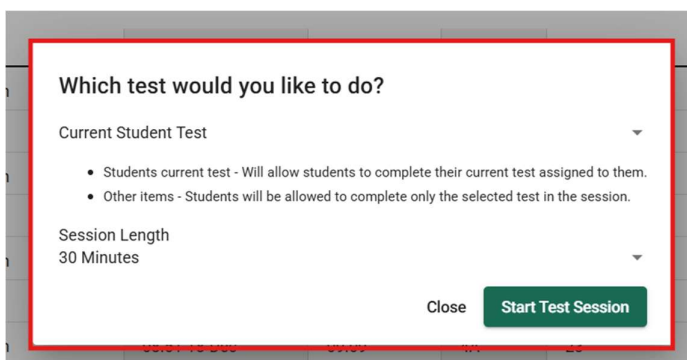 Which test would you like to do?
Current Student Test
Students current test - Will allow students to complete their current test assigned to them.
Other items - Students will be allowed to complete only the selected test in the session.
Session Length
30 Minutes
Close Start Test Session